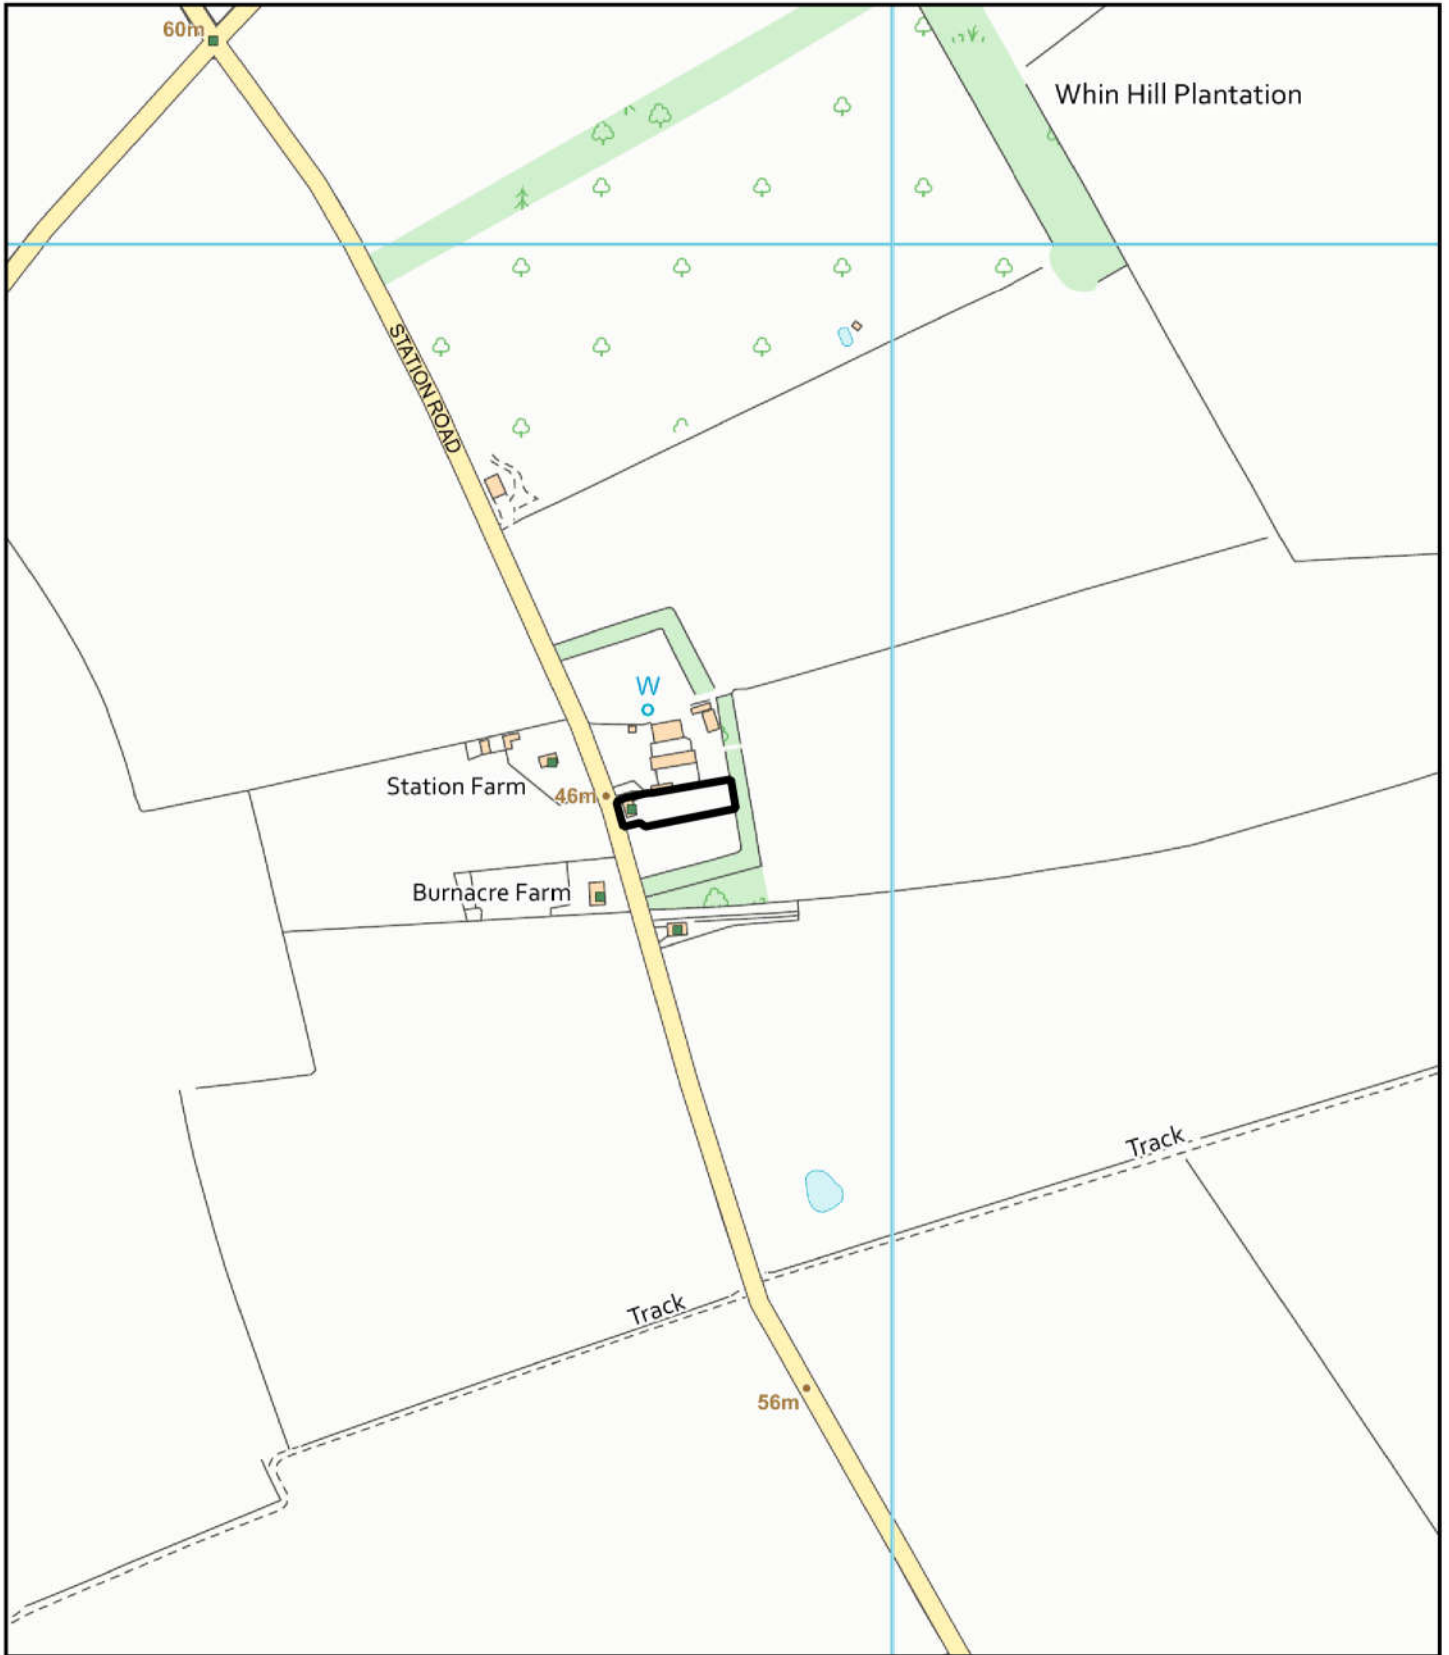 60m
Whin Hill Plantation
STATION ROAD
W
Station Farm
46m
Burnacre Farm
Track
Track
56m